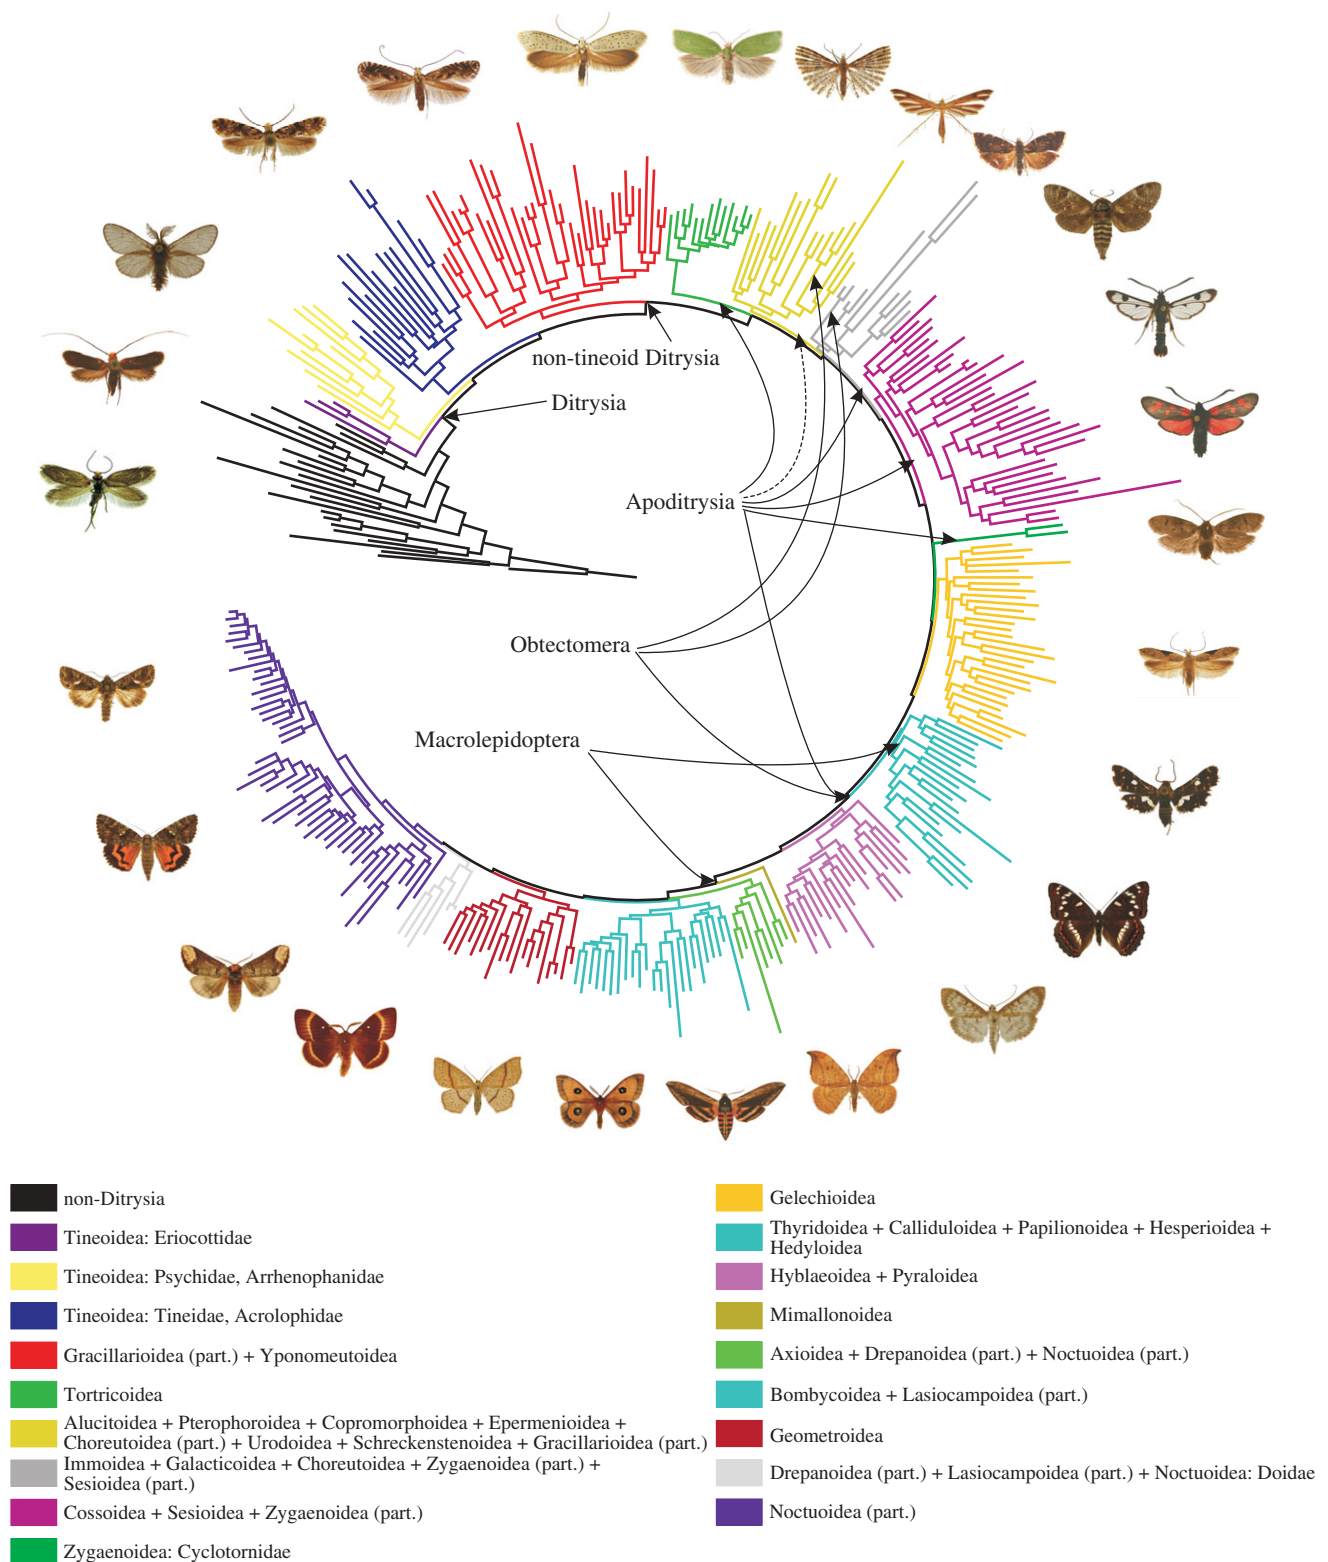 non-tineoid Ditrysia
Ditrysia
Apoditrysia
Obtectomera
Macrolepidoptera
non-Ditrysia
Tineoidea: Eriocottidae
Tineoidea: Psychidae, Arrhenophanidae
Tineoidea: Tineidae, Acrolophidae
Gracillarioidea (part.) + Yponomeutoidea
Tortricoidea
Alucitoidea + Pterophoroidea + Copromorphoidea + Epermenioidea +
Choreutoidea (part.) + Urodoidea + Schreckenstenoidea + Gracillarioidea (part.)
Immoidea + Galacticoidea + Choreutoidea + Zygaenoidea (part.) +
Sesioidea (part.)
Cossoidea + Sesioidea + Zygaenoidea (part.)
Zygaenoidea: Cyclotornidae
Gelechioidea
Thyridoidea + Calliduloidea + Papilionoidea + Hesperioidea +
Hedyloidea
Hyblaeoidea + Pyraloidea
Mimallonoidea
Axioidea + Drepanoidea (part.) + Noctuoidea (part.)
Bombycoidea + Lasiocampoidea (part.)
Geometroidea
Drepanoidea (part.) + Lasiocampoidea (part.) + Noctuoidea: Doidae
Noctuoidea (part.)